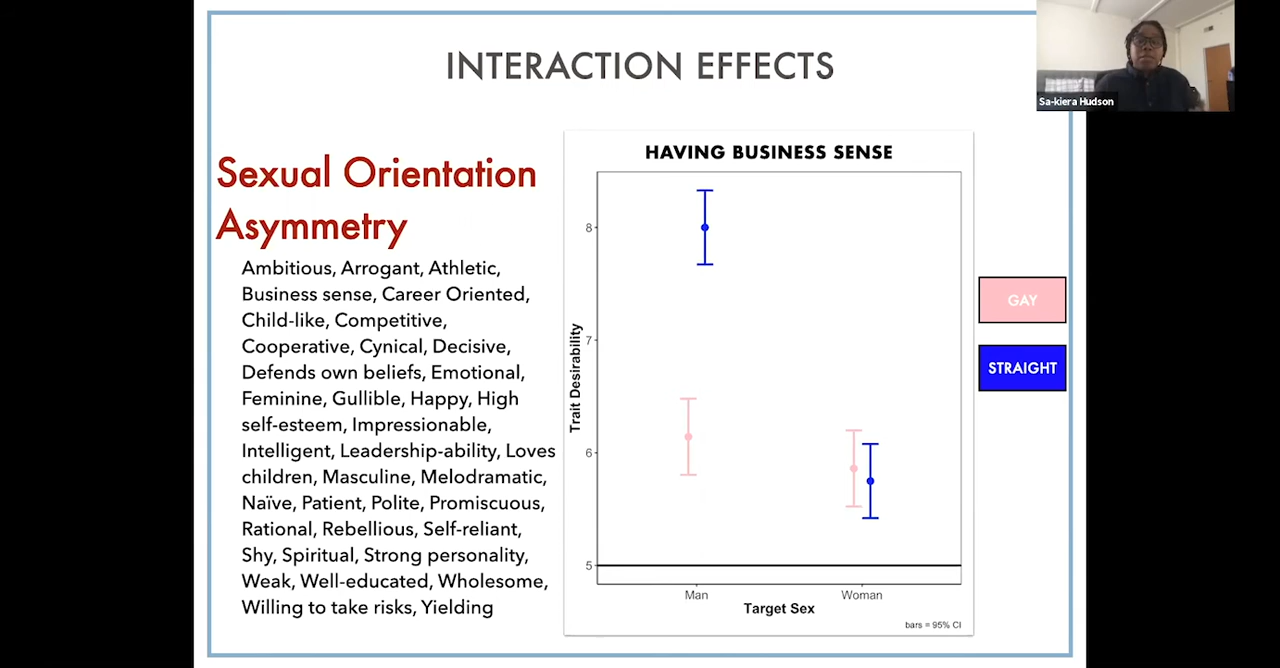 INTERACTION EFFECTS
Sa-kiera Hudson
Sexual Orientation
Asymmetry
Ambitious, Arrogant, Athletic,
Business sense, Career Oriented,
Child-like, Competitive,
Cooperative, Cynical, Decisive,
Defends own beliefs, Emotional,
Feminine, Gullible, Happy, High
self-esteem, Impressionable,
Intelligent, Leadership-ability, Loves
children, Masculine, Melodramatic,
Naïve, Patient, Polite, Promiscuous,
Rational, Rebellious, Self-reliant,
Shy, Spiritual, Strong personality,
Weak, Well-educated, Wholesome,
Willing to take risks, Yielding
HAVING BUSINESS SENSE
Trait Desirability
8
7
6
5
Man
Woman
Target Sex
bars = 95% CI
GAY
STRAIGHT